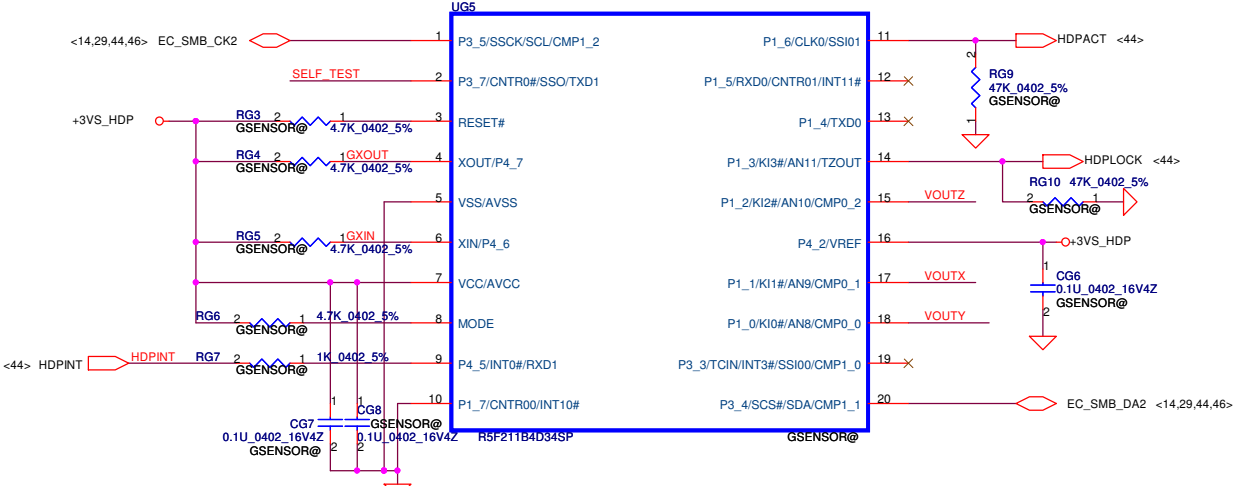 UG5
<14,29,44,46> EC_SMB_CK2
1
P3_5/SSCK/SCL/CMP1_2
P1_6/CLK0/SSI01
11
HDPACT <44>
2
RG9
47K_0402_5%
GSENSOR@
1
SELF_TEST
2
P3_7/CNTR0#/SSO/TXD1
P1_5/RXD0/CNTR01/INT11#
12
+3VS_HDP
RG3
2
1
GSENSOR@
4.7K_0402_5%
3
RESET#
P1_4/TXD0
13
RG4
2
1
GXOUT
GSENSOR@
4.7K_0402_5%
4
XOUT/P4_7
P1_3/KI3#/AN11/TZOUT
14
HDPLOCK <44>
RG10 47K_0402_5%
2
1
GSENSOR@
5
VSS/AVSS
P1_2/KI2#/AN10/CMP0_2
15
VOUTZ
RG5
2
1
GXIN
GSENSOR@
4.7K_0402_5%
6
XIN/P4_6
P4_2/VREF
16
+3VS_HDP
1
CG6
0.1U_0402_16V4Z
GSENSOR@
2
7
VCC/AVCC
P1_1/KI1#/AN9/CMP0_1
17
VOUTX
RG6
2
1
4.7K_0402_5%
GSENSOR@
8
MODE
P1_0/KI0#/AN8/CMP0_0
18
VOUTY
<44> HDPINT
HDPINT
RG7
2
1
1K_0402_5%
GSENSOR@
9
P4_5/INT0#/RXD1
P3_3/TCIN/INT3#/SSI00/CMP1_0
19
10
P1_7/CNTR00/INT10#
P3_4/SCS#/SDA/CMP1_1
20
EC_SMB_DA2 <14,29,44,46>
1
1
CG7
CG8
GSENSOR@
0.1U_0402_16V4Z
0.1U_0402_16V4Z
GSENSOR@
2
2
R5F211B4D34SP
GSENSOR@